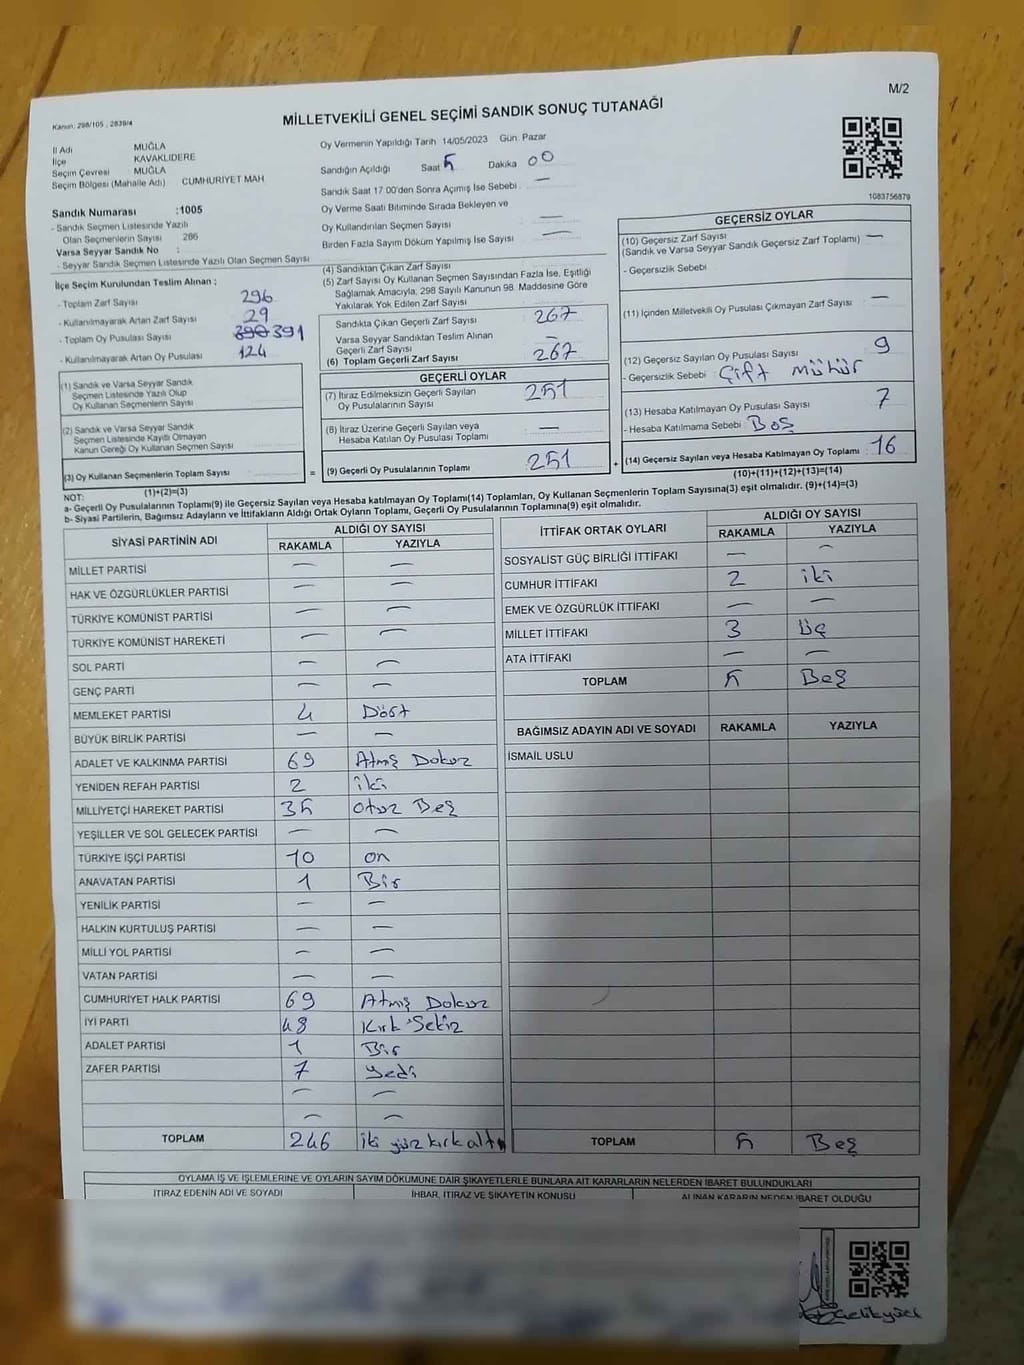 M/2
Kanun: 298/105 , 2839/4
MİLLETVEKİLİ GENEL SEÇİMİ SANDIK SONUÇ TUTANAĞI
İl Adı MUĞLA
İlçe KAVAKLIDERE
Seçim Çevresi MUĞLA
Seçim Bölgesi (Mahalle Adı) CUMHURIYET MAH
Sandık Numarası :1005
- Sandık Seçmen Listesinde Yazılı
Olan Seçmenlerin Sayısı 286
Varsa Seyyar Sandık No :
- Seyyar Sandık Seçmen Listesinde Yazılı Olan Seçmen Sayısı
Oy Vermenin Yapıldığı Tarih 14/05/2023 Gün: Pazar
Sandığın Açıldığı Saat 5 Dakika 00
Sandık Saat 17.00'den Sonra Açımış İse Sebebi : —
Oy Verme Saati Bitiminde Sırada Bekleyen ve
Oy Kullandırılan Seçmen Sayısı —
Birden Fazla Sayım Döküm Yapılmış İse Sayısı —
1083756879
İlçe Seçim Kurulundan Teslim Alınan ;
- Toplam Zarf Sayısı 296
- Kullanılmayarak Artan Zarf Sayısı 29
- Toplam Oy Pusulası Sayısı 390 391
- Kullanılmayarak Artan Oy Pusulası 124
(1) Sandık ve Varsa Seyyar Sandık
Seçmen Listesinde Yazılı Olup
Oy Kullanan Seçmenlerin Sayısı
(2) Sandık ve Varsa Seyyar Sandık
Seçmen Listesinde Kayıtlı Olmayan
Kanun Gereği Oy Kullanan Seçmen Sayısı
(3) Oy Kullanan Seçmenlerin Toplam Sayısı
(1)+(2)=(3)
(4) Sandıktan Çıkan Zarf Sayısı
(5) Zarf Sayısı Oy Kullanan Seçmen Sayısından Fazla İse, Eşitliği
Sağlamak Amacıyla, 298 Sayılı Kanunun 98. Maddesine Göre
Yakılarak Yok Edilen Zarf Sayısı
Sandıkta Çıkan Geçerli Zarf Sayısı 267
Varsa Seyyar Sandıktan Teslim Alınan
Geçerli Zarf Sayısı —
(6) Toplam Geçerli Zarf Sayısı 267
GEÇERLİ OYLAR
(7) İtiraz Edilmeksizin Geçerli Sayılan
Oy Pusulalarının Sayısı 251
(8) İtiraz Üzerine Geçerli Sayılan veya
Hesaba Katılan Oy Pusulası Toplamı —
= (9) Geçerli Oy Pusulalarının Toplamı 251 +
GEÇERSİZ OYLAR
(10) Geçersiz Zarf Sayısı
(Sandık ve Varsa Seyyar Sandık Geçersiz Zarf Toplamı) —
- Geçersizlik Sebebi
(11) İçinden Milletvekili Oy Pusulası Çıkmayan Zarf Sayısı —
(12) Geçersiz Sayılan Oy Pusulası Sayısı 9
- Geçersizlik Sebebi Çift Mühür
(13) Hesaba Katılmayan Oy Pusulası Sayısı 7
- Hesaba Katılmama Sebebi Boş
(14) Geçersiz Sayılan veya Hesaba Katılmayan Oy Toplamı 16
(10)+(11)+(12)+(13)=(14)
NOT:
a- Geçerli Oy Pusulalarının Toplamı(9) ile Geçersiz Sayılan veya Hesaba katılmayan Oy Toplamı(14) Toplamları, Oy Kullanan Seçmenlerin Toplam Sayısına(3) eşit olmalıdır. (9)+(14)=(3)
b- Siyasi Partilerin, Bağımsız Adayların ve İttifakların Aldığı Ortak Oyların Toplamı, Geçerli Oy Pusulalarının Toplamına(9) eşit olmalıdır.
SİYASİ PARTİNİN ADI ALDIĞI OY SAYISI
RAKAMLA YAZIYLA
MİLLET PARTİSİ — —
HAK VE ÖZGÜRLÜKLER PARTİSİ — —
TÜRKİYE KOMÜNİST PARTİSİ — —
TÜRKİYE KOMÜNİST HAREKETİ — —
SOL PARTİ — —
GENÇ PARTİ — —
MEMLEKET PARTİSİ 4 Dört
BÜYÜK BİRLİK PARTİSİ — —
ADALET VE KALKINMA PARTİSİ 69 Atmış Dokuz
YENİDEN REFAH PARTİSİ 2 iki
MİLLİYETÇİ HAREKET PARTİSİ 35 Otuz Beş
YEŞİLLER VE SOL GELECEK PARTİSİ — —
TÜRKİYE İŞÇİ PARTİSİ 10 on
ANAVATAN PARTİSİ 1 Bir
YENİLİK PARTİSİ — —
HALKIN KURTULUŞ PARTİSİ — —
MİLLİ YOL PARTİSİ — —
VATAN PARTİSİ — —
CUMHURİYET HALK PARTİSİ 69 Atmış Dokuz
İYİ PARTİ 48 Kırk Sekiz
ADALET PARTİSİ 1 Bir
ZAFER PARTİSİ 7 Yedi
— —
— —
TOPLAM 246 iki yüz kırk altı
İTTİFAK ORTAK OYLARI ALDIĞI OY SAYISI
RAKAMLA YAZIYLA
SOSYALİST GÜÇ BİRLİĞİ İTTİFAKI — —
CUMHUR İTTİFAKI 2 iki
EMEK VE ÖZGÜRLÜK İTTİFAKI — —
MİLLET İTTİFAKI 3 Üç
ATA İTTİFAKI — —
TOPLAM 5 Beş
BAĞIMSIZ ADAYIN ADI VE SOYADI RAKAMLA YAZIYLA
İSMAİL USLU
TOPLAM 5 Beş
OYLAMA İŞ VE İŞLEMLERİNE VE OYLARIN SAYIM DÖKÜMÜNE DAİR ŞİKAYETLERLE BUNLARA AİT KARARLARIN NELERDEN İBARET BULUNDUKLARI
İTİRAZ EDENİN ADI VE SOYADI İHBAR, İTİRAZ VE ŞİKAYETİN KONUSU ALINAN KARARIN NEDEN İBARET OLDUĞU